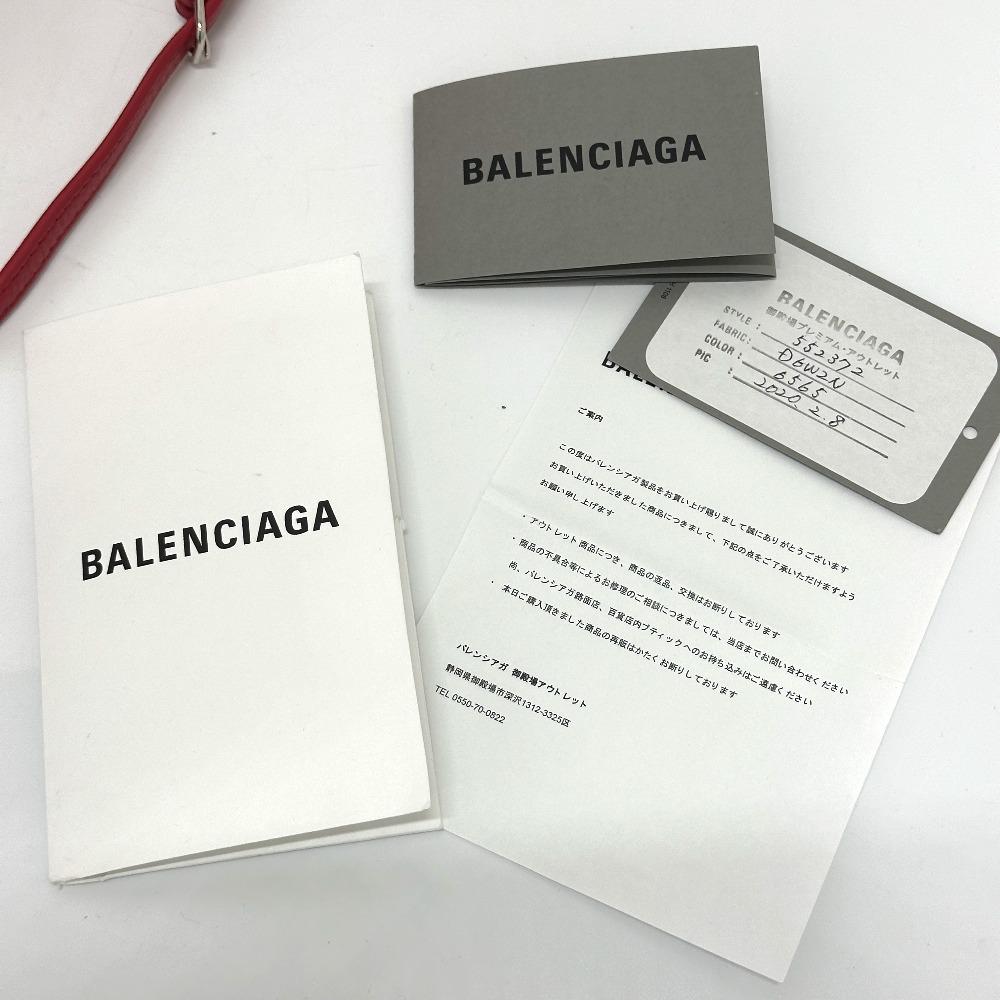 BALENCIAGA
BALENCIAGA
BALENCIAGA
御殿場プレミアム・アウトレット
STYLE : 552372
FABRIC: D6W2N
COLOR : 6565
PIC : 2020. 2. 8
ご案内
この度はバレンシアガ製品をお買い上げ賜りまして誠にありがとうございます
お買い上げいただきました商品につきまして、下記の点をご了承いただけますよう
お願い申し上げます
・アウトレット商品につき、商品の返品、交換はお断りしております
・商品の不具合等によるお修理のご相談につきましては、当店までお問い合わせください
尚、バレンシアガ路面店、百貨店内ブティックへのお持ち込みはご遠慮ください
・本日ご購入頂きました商品の再販はかたくお断りしております
バレンシアガ 御殿場アウトレット
静岡県御殿場市深沢1312-3325区
TEL 0550-70-0822